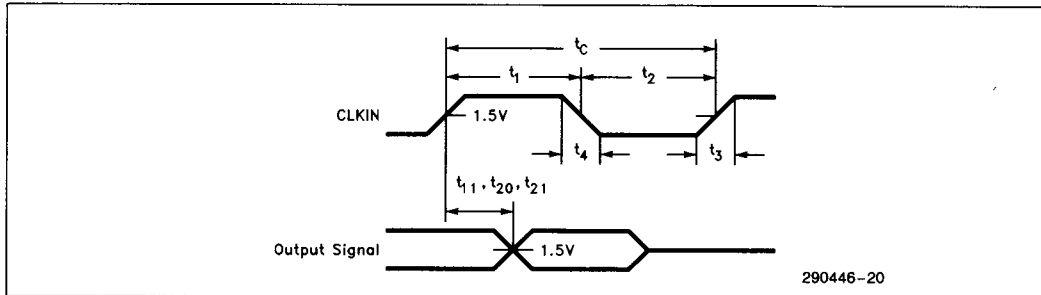 t_C
t_1 t_2
CLKIN 1.5V
t_4 t_3
t_11, t_20, t_21
Output Signal 1.5V
290446-20